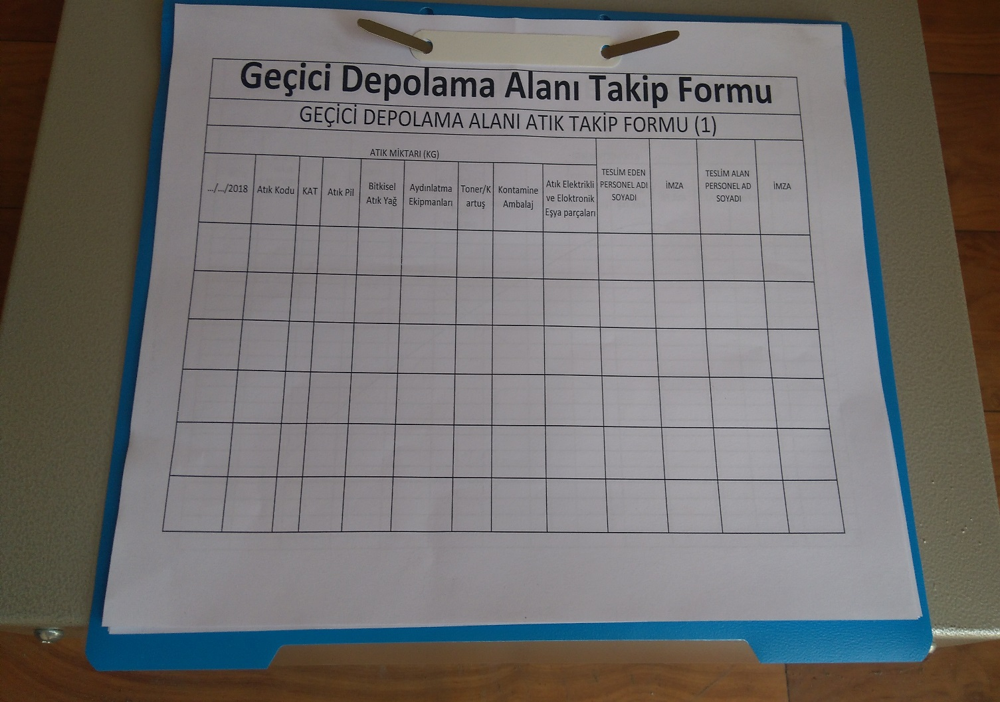 Geçici Depolama Alanı Takip Formu
GEÇİCİ DEPOLAMA ALANI ATIK TAKİP FORMU (1)
ATIK MİKTARI (KG)
.../.../2018
Atık Kodu
KAT
Atık Pil
Bitkisel
Atık Yağ
Aydınlatma
Ekipmanları
Toner/K
artuş
Kontamine
Ambalaj
Atık Elektrikli
ve Eloktronik
Eşya parçaları
TESLİM EDEN
PERSONEL ADI
SOYADI
İMZA
TESLİM ALAN
PERSONEL AD
SOYADI
İMZA